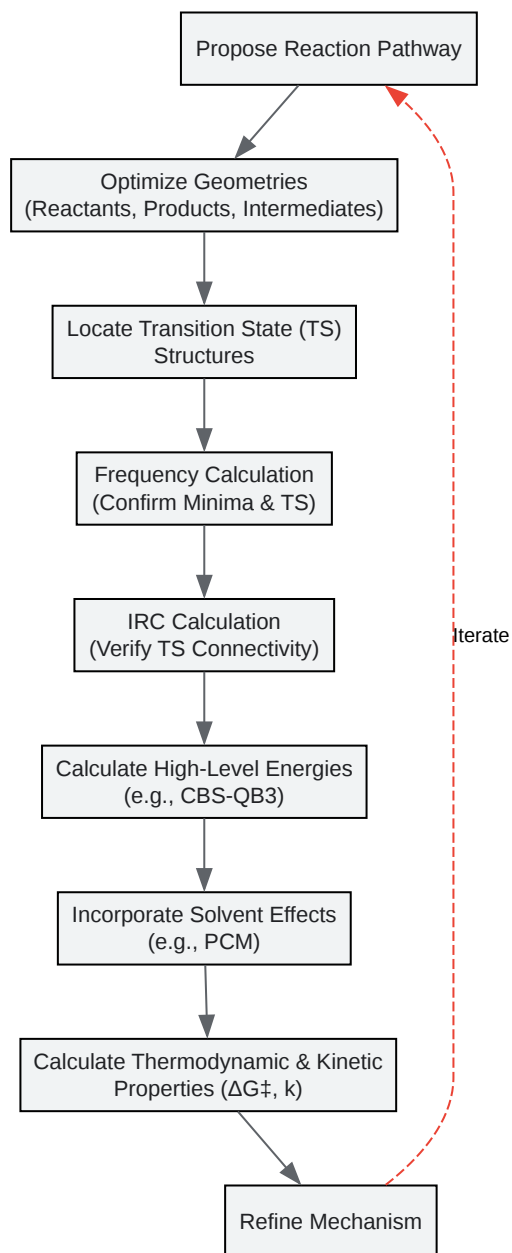 Propose Reaction Pathway
Optimize Geometries
(Reactants, Products, Intermediates)
Locate Transition State (TS)
Structures
Frequency Calculation
(Confirm Minima & TS)
IRC Calculation
(Verify TS Connectivity)
Iterate
Calculate High-Level Energies
(e.g., CBS-QB3)
Incorporate Solvent Effects
(e.g., PCM)
Calculate Thermodynamic & Kinetic
Properties (ΔG‡, k)
Refine Mechanism